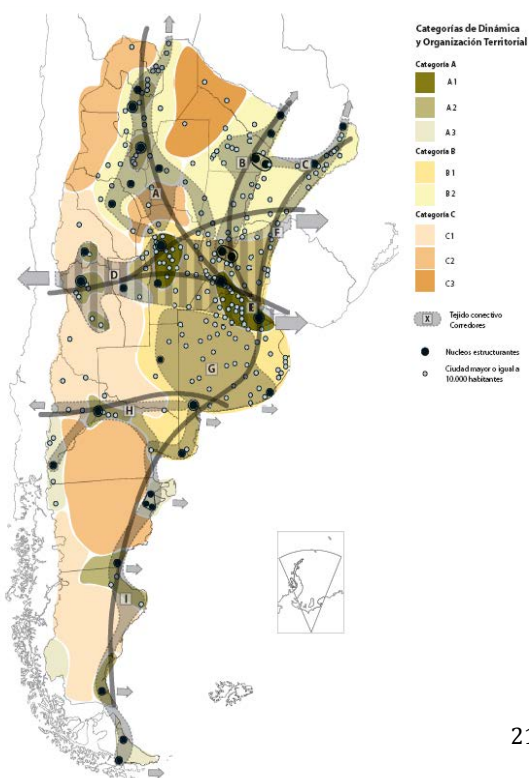 Categorías de Dinámica
y Organización Territorial
Categoría A
A 1
A 2
A 3
Categoría B
B 1
B 2
Categoría C
C1
C2
C3
X
Tejido conectivo
Corredores
Nucleos estructurantes
Ciudad mayor o igual a
10.000 habitantes
A
B
C
D
E
F
G
H
I
21